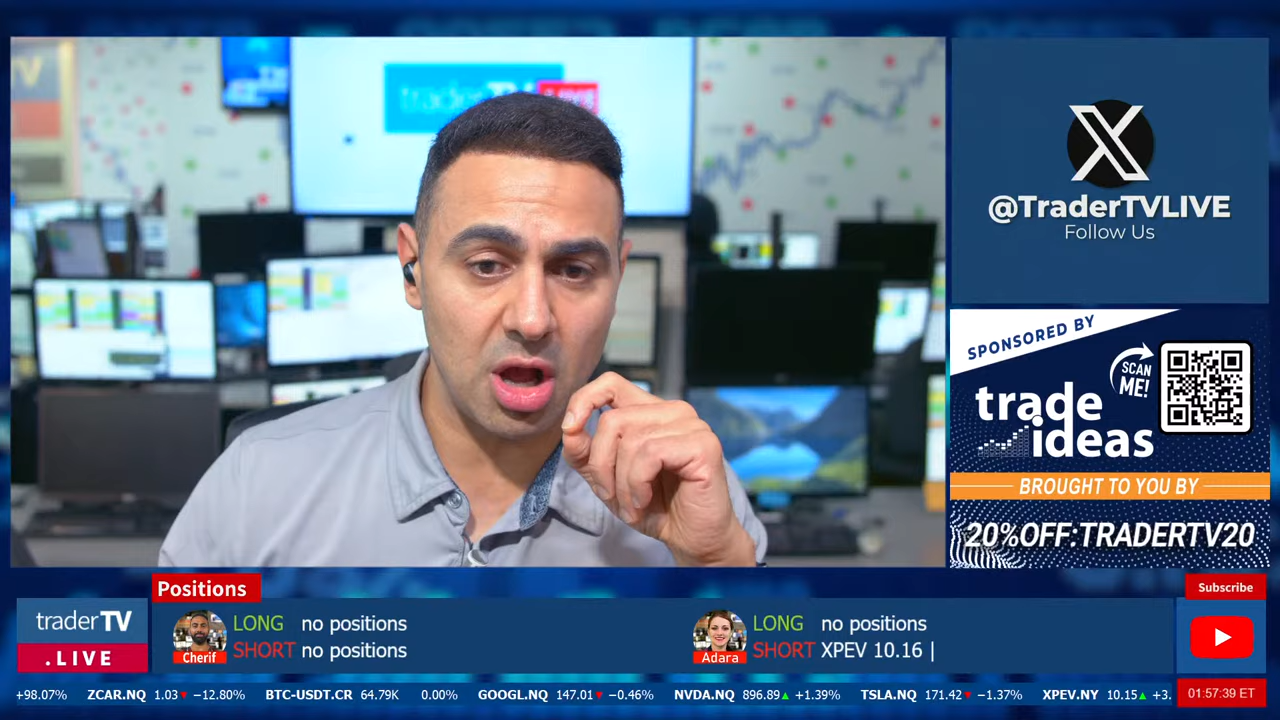 trader
@TraderTVLIVE
Follow Us
SPONSORED BY
SCAN
ME!
trade
ideas
BROUGHT TO YOU BY
20%OFF:TRADERTV20
Positions
Subscribe
traderTV
.LIVE
Cherif
LONG no positions
SHORT no positions
Adara
LONG no positions
SHORT XPEV 10.16 |
+98.07% ZCAR.NQ 1.03▼ −12.80% BTC-USDT.CR 64.79K 0.00% GOOGL.NQ 147.01▼ −0.46% NVDA.NQ 896.89▲ +1.39% TSLA.NQ 171.42▼ −1.37% XPEV.NY 10.15▲ +3.
01:57:39 ET